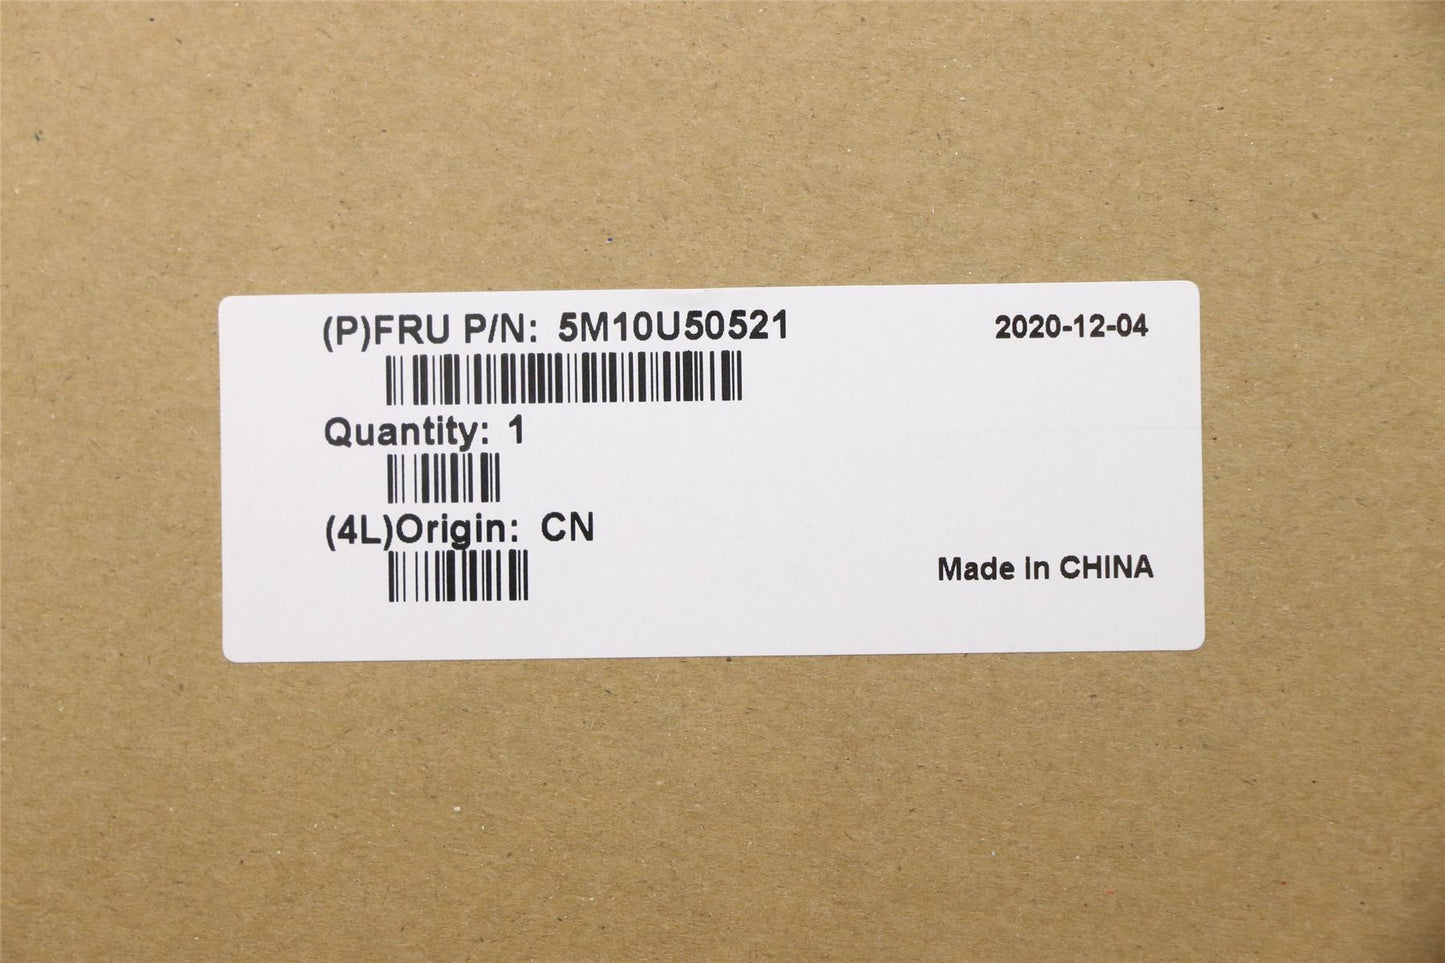 (P)FRU P/N: 5M10U50521
2020-12-04
Quantity: 1
(4L)Origin: CN
Made in CHINA